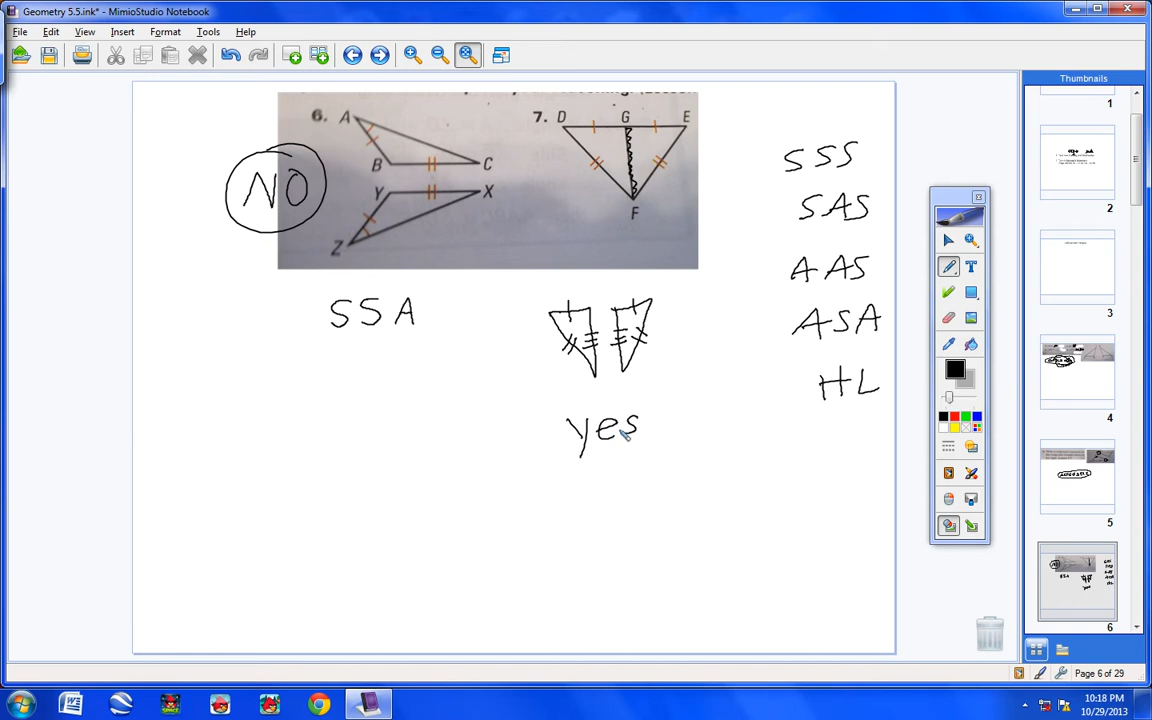 Geometry 5.5.ink* - MimioStudio Notebook
File Edit View Insert Format Tools Help
Thumbnails
6. A B C Y X Z
7. D G E F
NO
SSA
yes
SSS
SAS
AAS
ASA
HL
1
2
3
4
5
6
Page 6 of 29
10:18 PM
10/29/2013